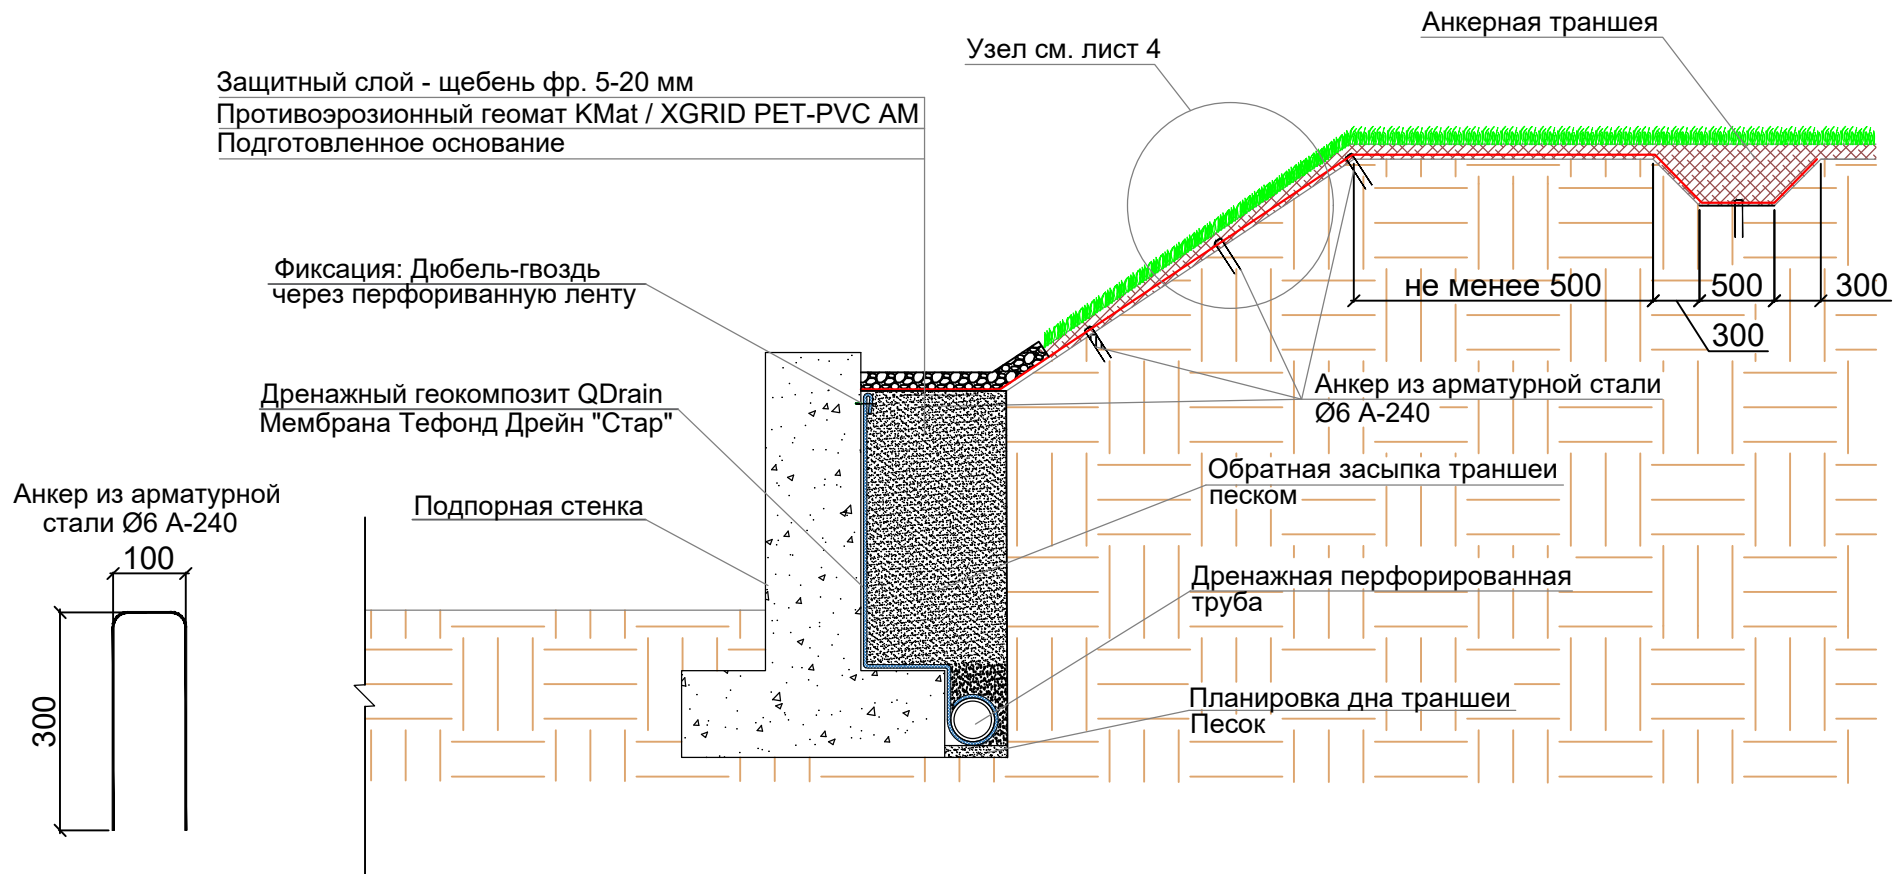 Анкерная траншея
Узел см. лист 4
Защитный слой - щебень фр. 5-20 мм
Противоэрозионный геомат KMat / XGRID PET-PVC AM
Подготовленное основание
Фиксация: Дюбель-гвоздь
через перфориванную ленту
не менее 500
500
300
300
Дренажный геокомпозит QDrain
Мембрана Тефонд Дрейн "Стар"
Анкер из арматурной стали
Ø6 А-240
Обратная засыпка траншеи
песком
Анкер из арматурной
стали Ø6 А-240
100
300
Подпорная стенка
Дренажная перфорированная
труба
Планировка дна траншеи
Песок